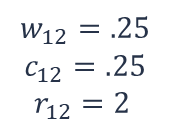 w₁₂ = .25
c₁₂ = .25
r₁₂ = 2